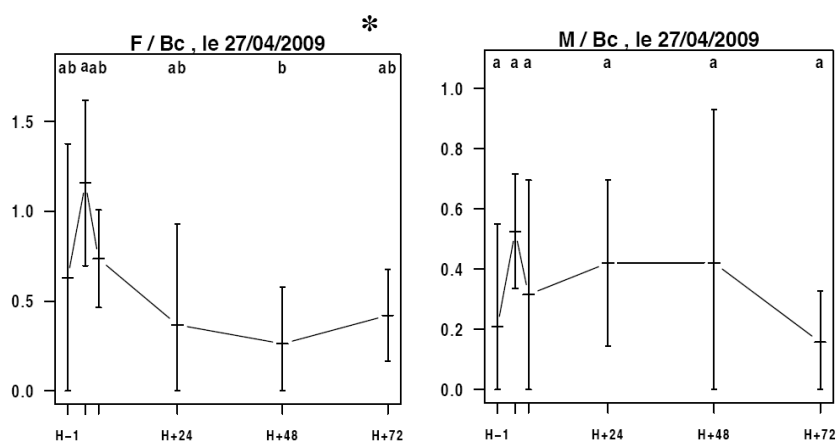 *
F / Bc , le 27/04/2009
ab a ab ab b ab
1.5
1.0
0.5
0.0
H−1 H+24 H+48 H+72
M / Bc , le 27/04/2009
a a a a a a
1.0
0.8
0.6
0.4
0.2
0.0
H−1 H+24 H+48 H+72